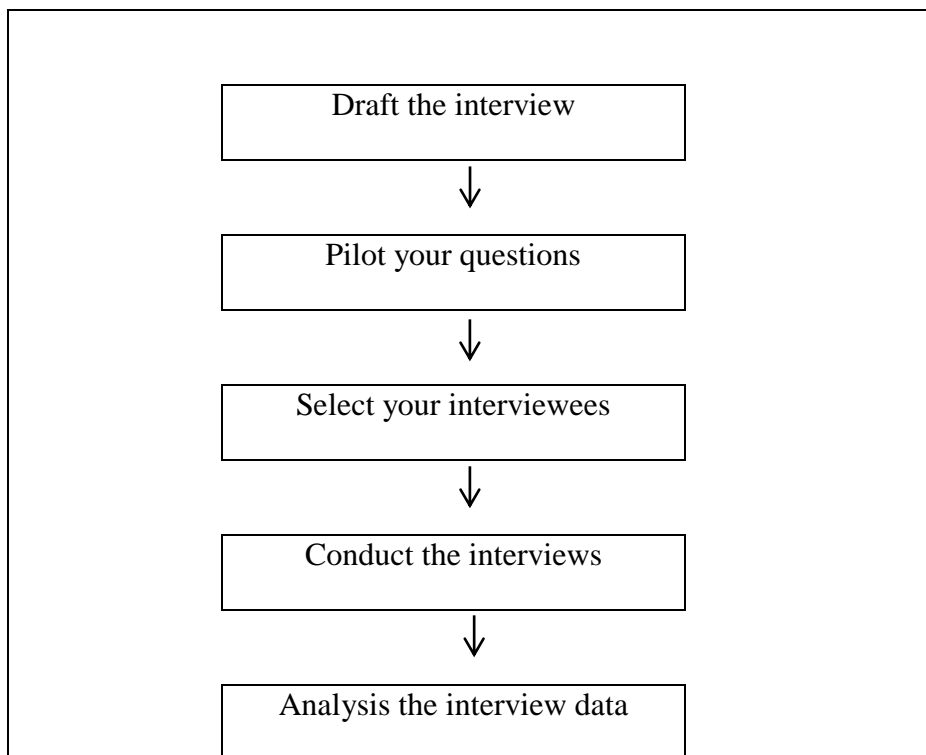 Draft the interview
Pilot your questions
Select your interviewees
Conduct the interviews
Analysis the interview data